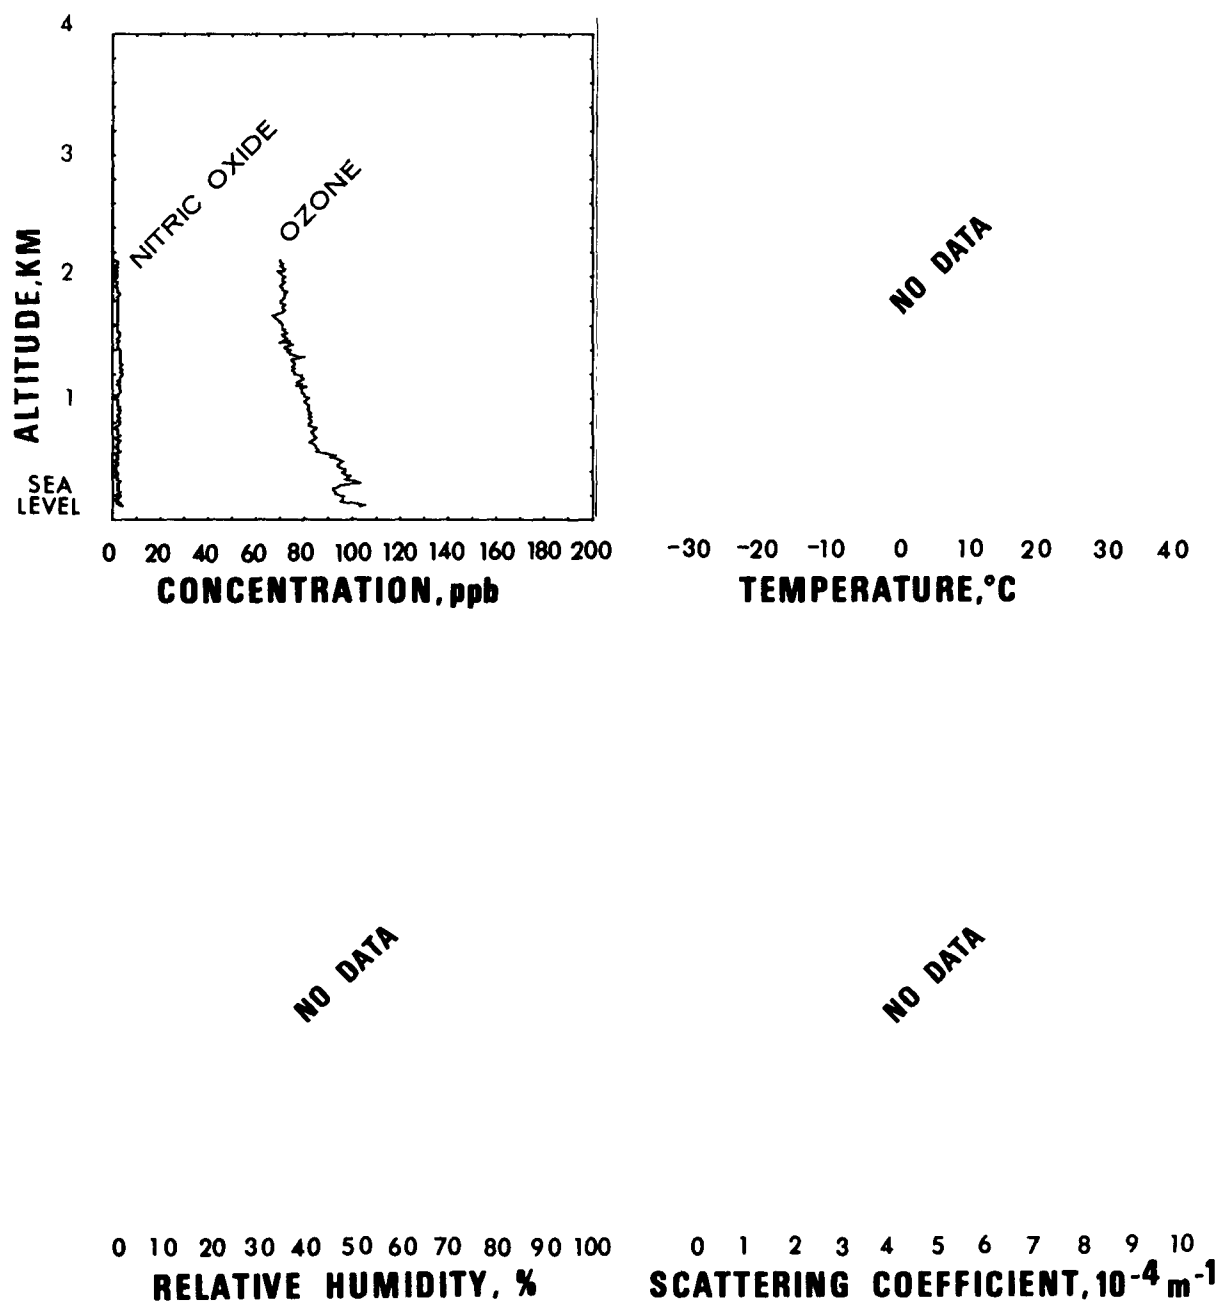 4
3
2
1
SEA
LEVEL
ALTITUDE, KM
NITRIC OXIDE
OZONE
0 20 40 60 80 100 120 140 160 180 200
CONCENTRATION, ppb
NO DATA
-30 -20 -10 0 10 20 30 40
TEMPERATURE, °C
NO DATA
0 10 20 30 40 50 60 70 80 90 100
RELATIVE HUMIDITY, %
NO DATA
0 1 2 3 4 5 6 7 8 9 10
SCATTERING COEFFICIENT, 10⁻⁴ m⁻¹